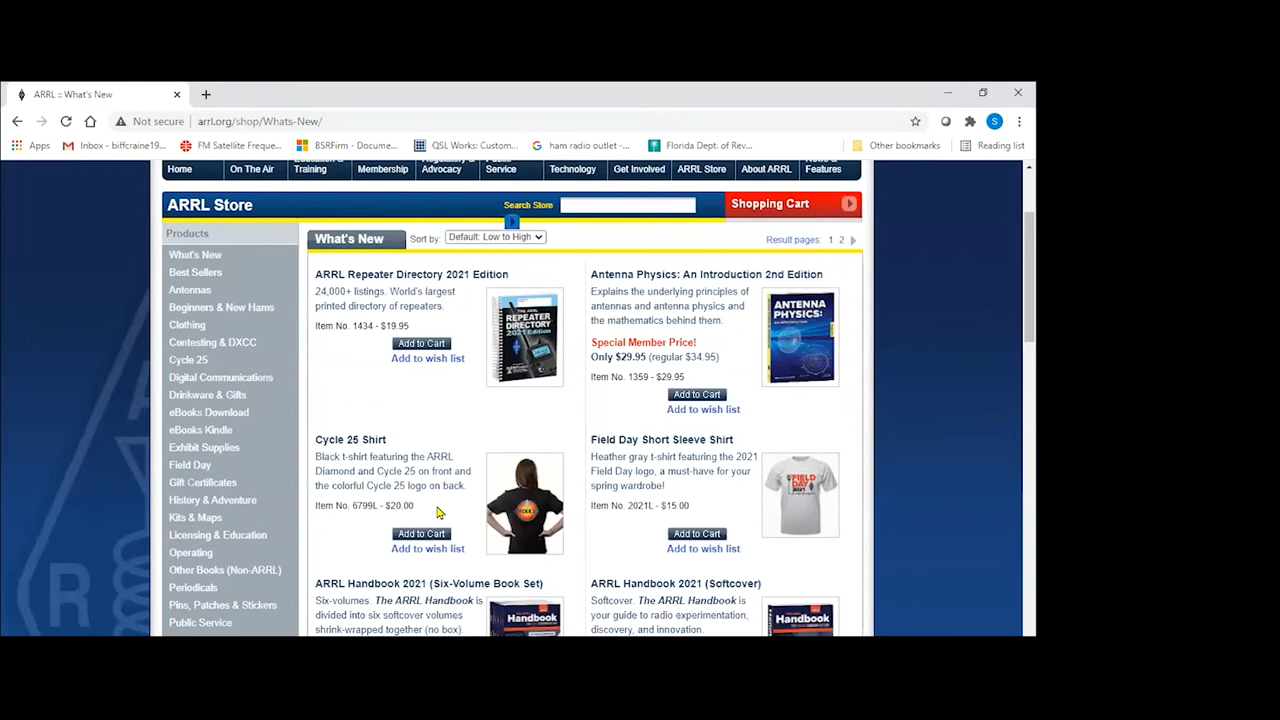 ARRL :: What's New
Not secure arrl.org/shop/Whats-New/
Apps Inbox - biffcraine19... FM Satellite Freque... BSRFirm - Docume... QSL Works: Custom... ham radio outlet -... Florida Dept. of Rev... Other bookmarks Reading list
Home On The Air Training Membership Advocacy Service Technology Get Involved ARRL Store About ARRL Features
ARRL Store Search Store Shopping Cart
Products
What's New
Best Sellers
Antennas
Beginners & New Hams
Clothing
Contesting & DXCC
Cycle 25
Digital Communications
Drinkware & Gifts
eBooks Download
eBooks Kindle
Exhibit Supplies
Field Day
Gift Certificates
History & Adventure
Kits & Maps
Licensing & Education
Operating
Other Books (Non-ARRL)
Periodicals
Pins, Patches & Stickers
Public Service
What's New Sort by: Default: Low to High Result pages: 1 2
ARRL Repeater Directory 2021 Edition
24,000+ listings. World's largest
printed directory of repeaters.
Item No. 1434 - $19.95
Add to Cart
Add to wish list
THE ARRL
REPEATER
DIRECTORY
2021 Edition
Antenna Physics: An Introduction 2nd Edition
Explains the underlying principles of
antennas and antenna physics and
the mathematics behind them.
Special Member Price!
Only $29.95 (regular $34.95)
Item No. 1359 - $29.95
Add to Cart
Add to wish list
ANTENNA
PHYSICS:
Cycle 25 Shirt
Black t-shirt featuring the ARRL
Diamond and Cycle 25 on front and
the colorful Cycle 25 logo on back.
Item No. 6799L - $20.00
Add to Cart
Add to wish list
Field Day Short Sleeve Shirt
Heather gray t-shirt featuring the 2021
Field Day logo, a must-have for your
spring wardrobe!
Item No. 2021L - $15.00
Add to Cart
Add to wish list
FIELD
DAY
2021
ARRL Handbook 2021 (Six-Volume Book Set)
Six-volumes. The ARRL Handbook is
divided into six softcover volumes
shrink-wrapped together (no box).
Handbook
ARRL Handbook 2021 (Softcover)
Softcover. The ARRL Handbook is
your guide to radio experimentation,
discovery, and innovation.
Handbook